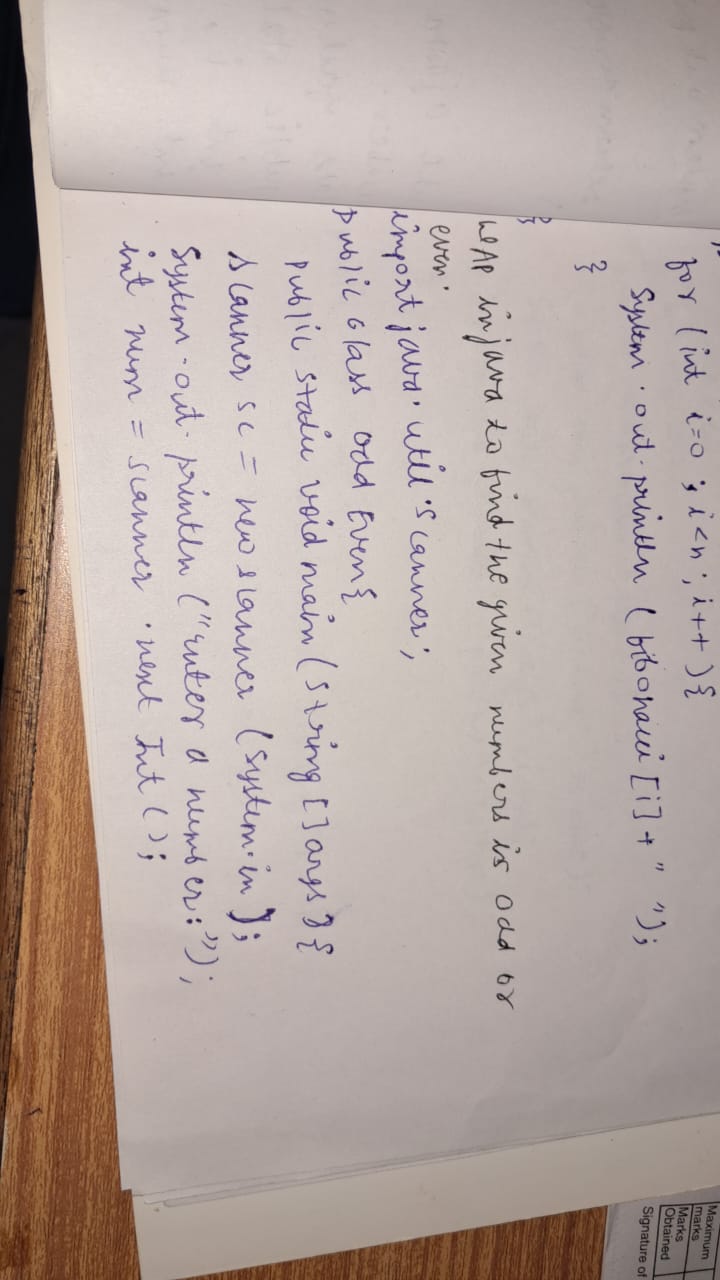 for (int i=0 ; i<n ; i++ ){
System.out.println ( fibonacci [i]+ " ");
}
}
WAP in java to find the given numbers is odd or
even.
import java.util.Scanner;
public class odd Even{
public static void main (String []args ) {
Scanner sc = new scanner (System.in );
System.out.println ("enter a number:");
int num = scanner .next Int ();
Maximum
marks
Marks
Obtained
Signature of